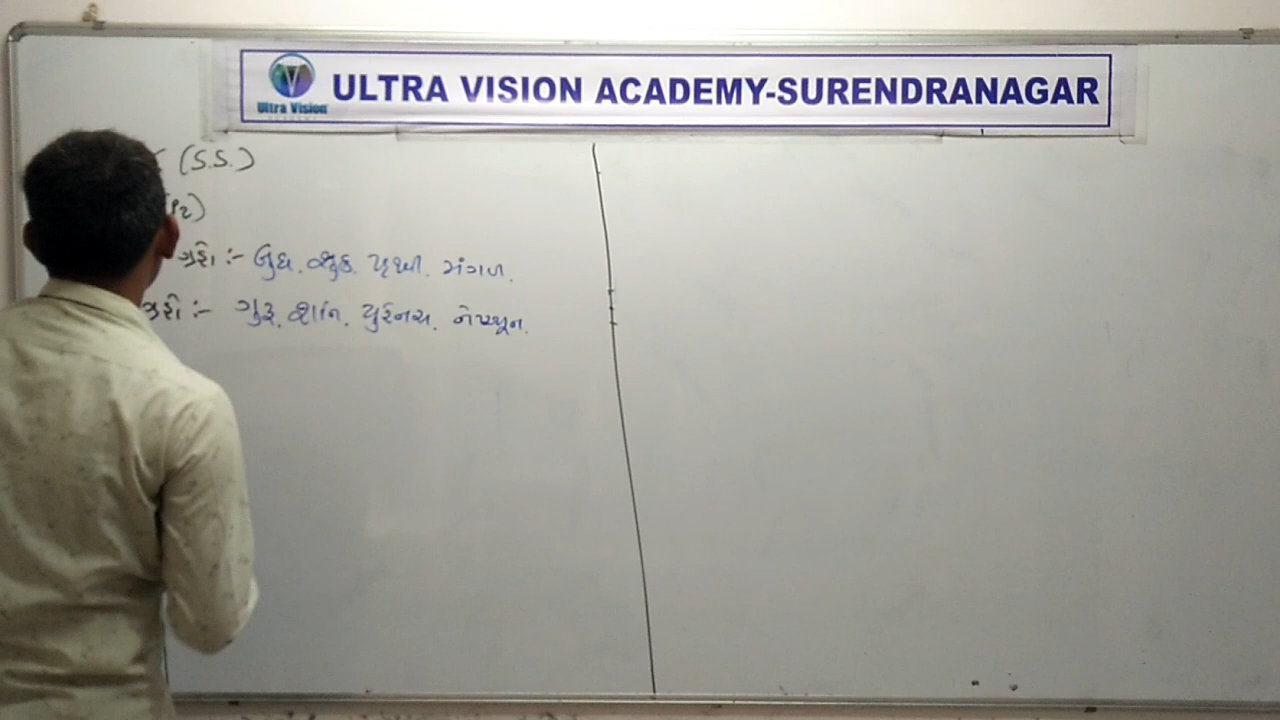 ULTRA VISION ACADEMY-SURENDRANAGAR
Ultra Vision
(S.S.)
ગ્રહો :- બુધ, શુક્ર, પૃથ્વી, મંગળ.
ગ્રહો :- ગુરૂ, શનિ, યુરેનસ, નેપ્ચૂન.